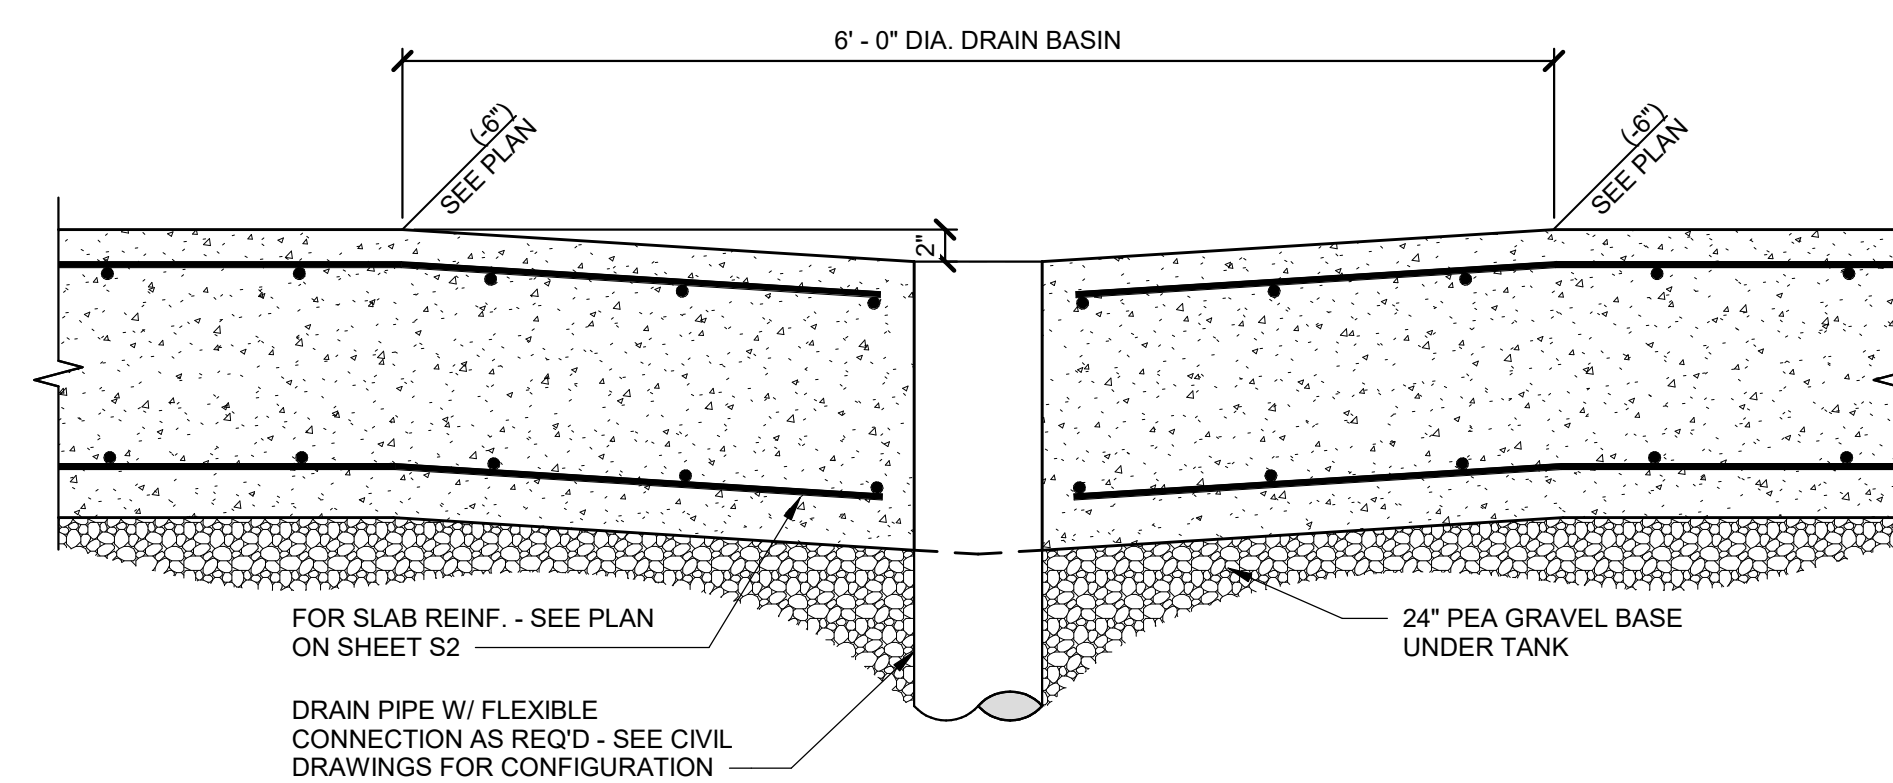 6' - 0" DIA. DRAIN BASIN
(-6")
SEE PLAN
(-6")
SEE PLAN
2"
FOR SLAB REINF. - SEE PLAN
ON SHEET S2
24" PEA GRAVEL BASE
UNDER TANK
DRAIN PIPE W/ FLEXIBLE
CONNECTION AS REQ'D - SEE CIVIL
DRAWINGS FOR CONFIGURATION